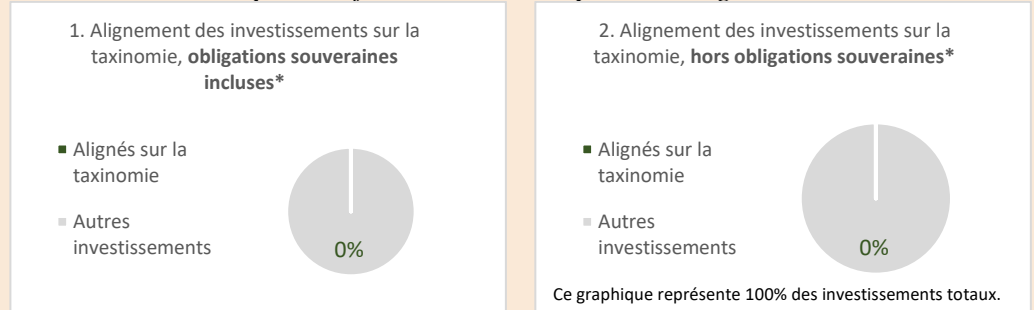 1. Alignement des investissements sur la
taxinomie, obligations souveraines
incluses*
Alignés sur la
taxinomie
Autres
investissements
0%
2. Alignement des investissements sur la
taxinomie, hors obligations souveraines*
Alignés sur la
taxinomie
Autres
investissements
0%
Ce graphique représente 100% des investissements totaux.